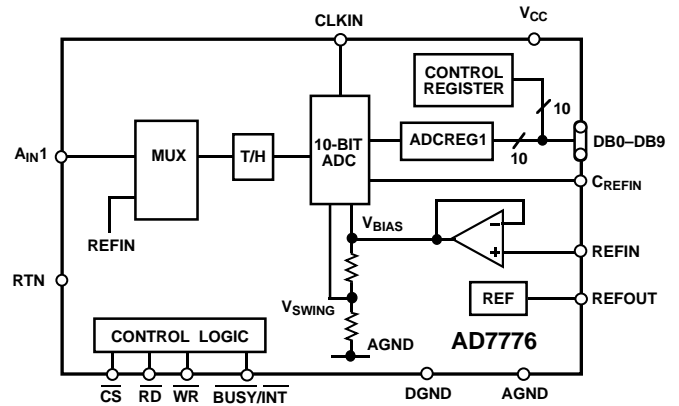 CLKIN
VCC
CONTROL
REGISTER
10
AIN1
MUX
T/H
10-BIT
ADC
ADCREG1
10
DB0–DB9
CREFIN
REFIN
VBIAS
–
+
REFIN
RTN
VSWING
REF
REFOUT
CONTROL LOGIC
AGND
AD7776
CS
RD
WR
BUSY/INT
DGND
AGND